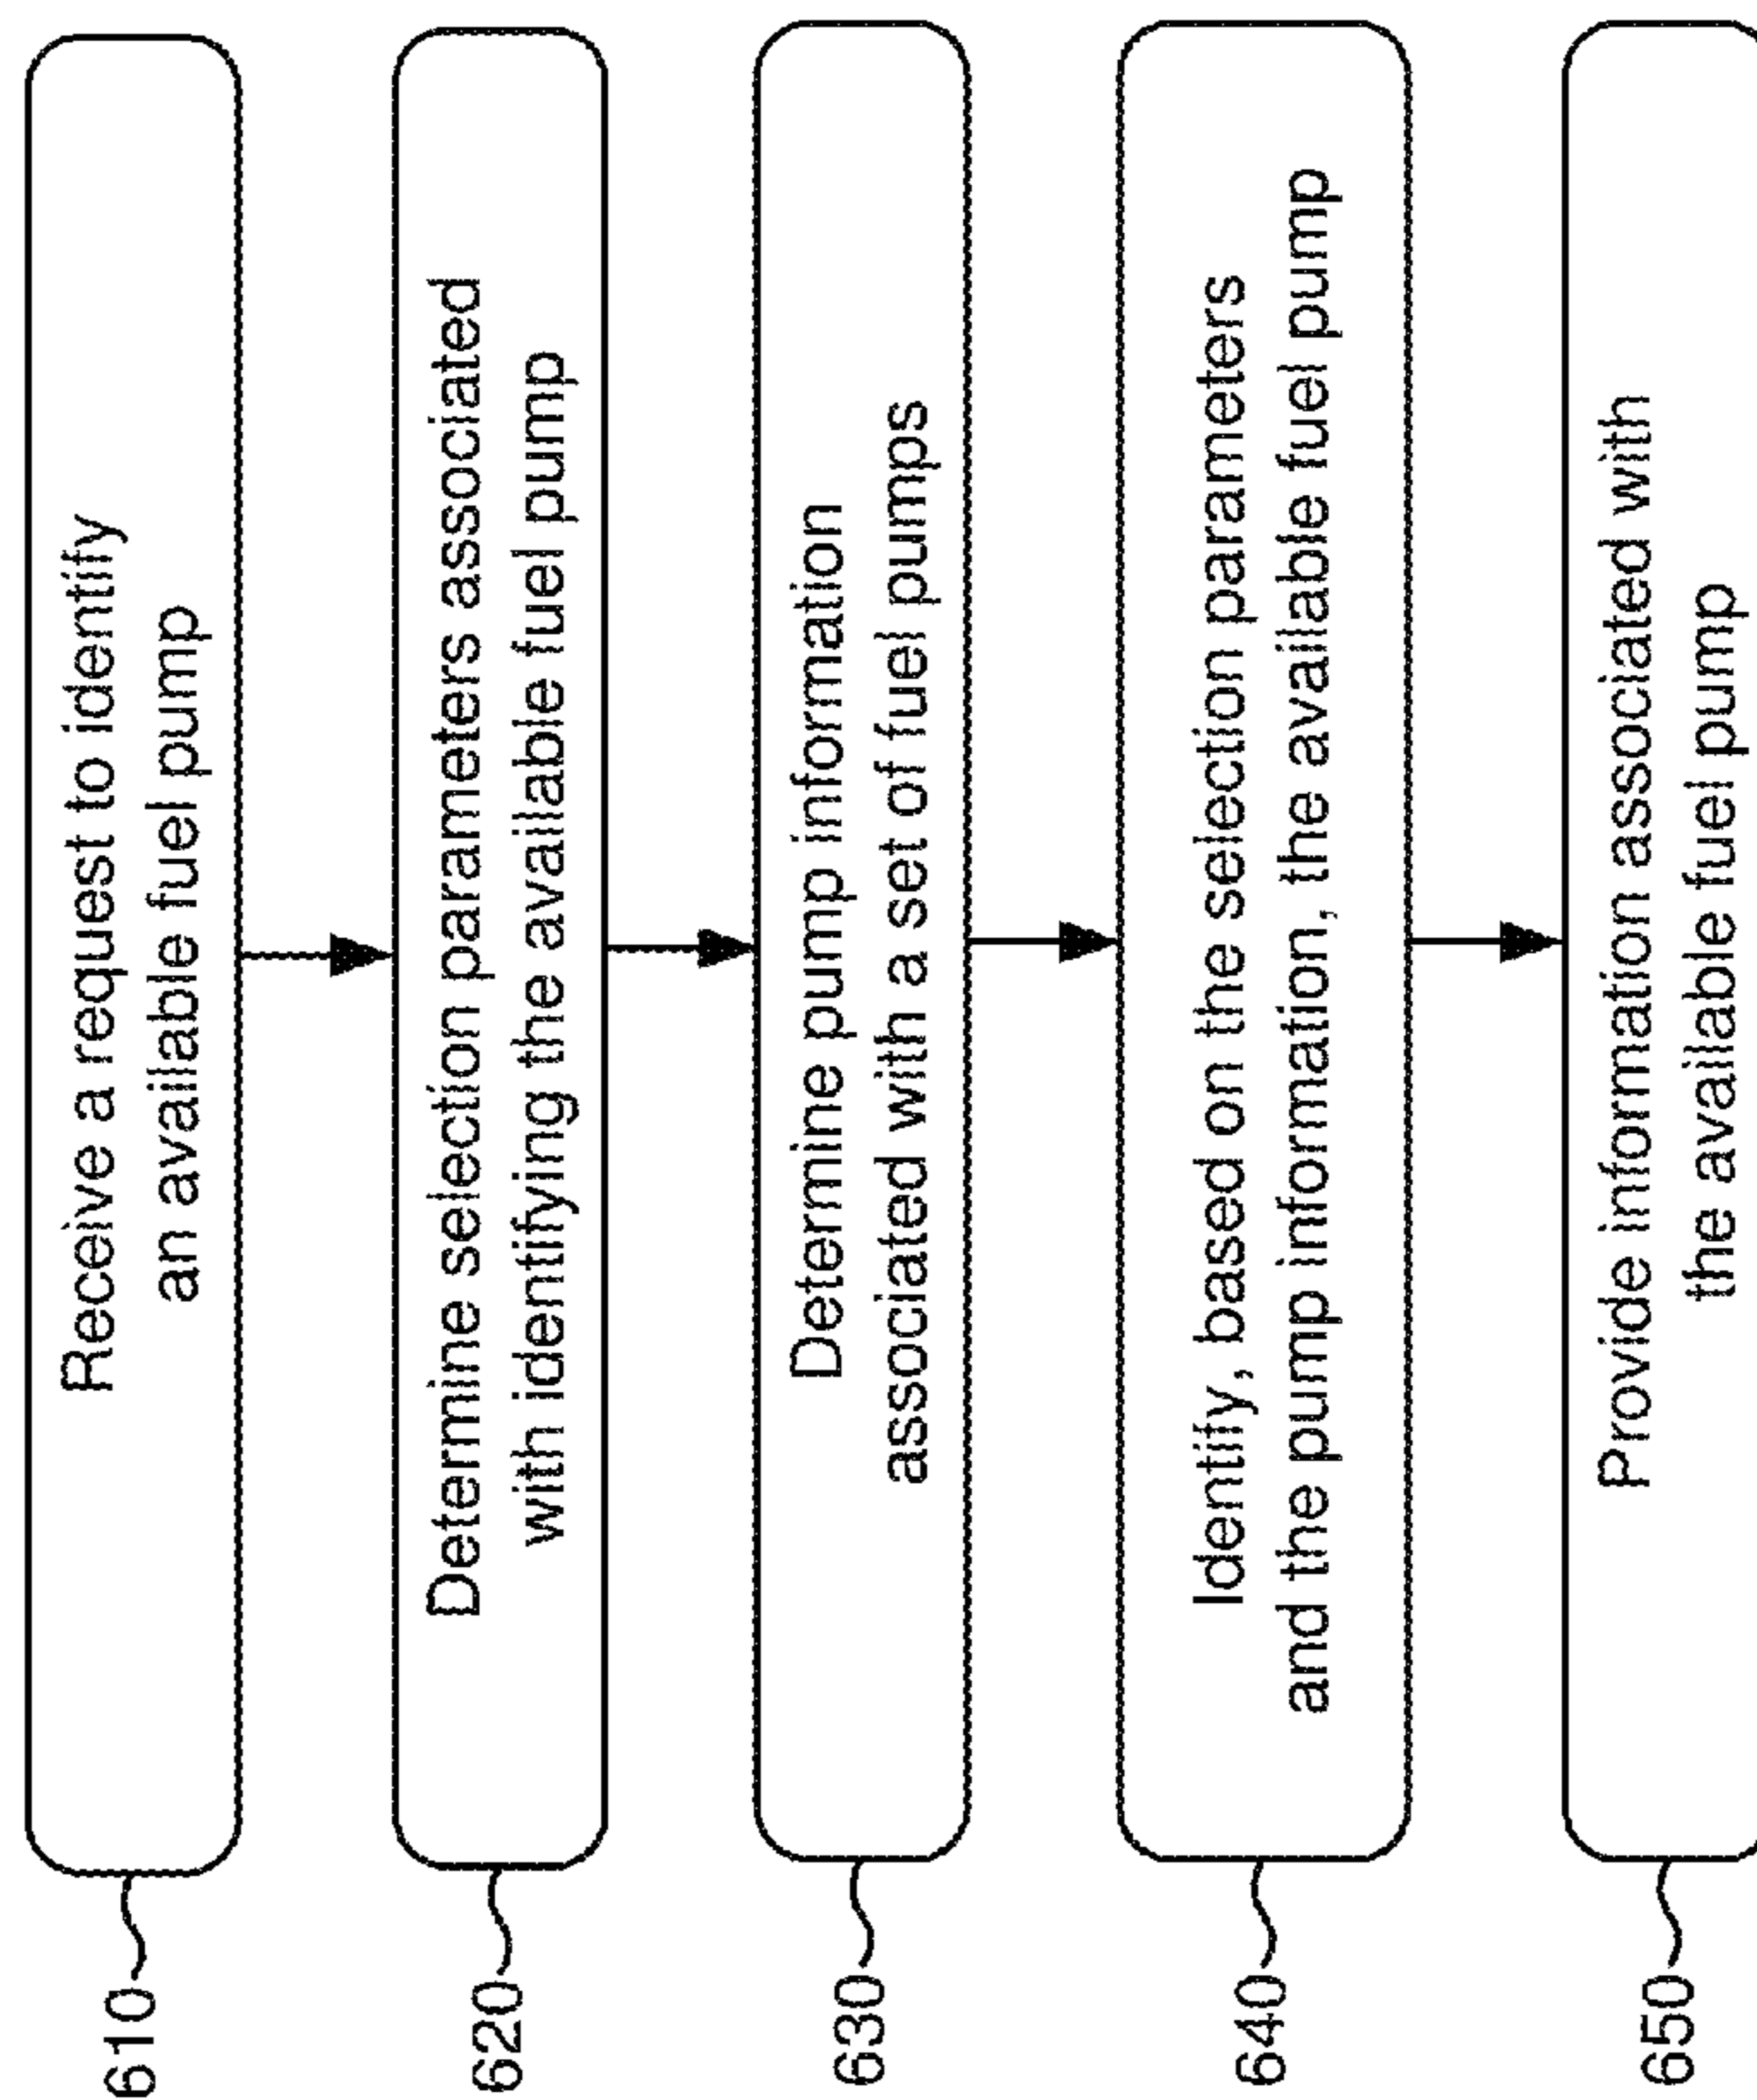 610
Receive a request to identify
an available fuel pump
620
Determine selection parameters associated
with identifying the available fuel pump
630
Determine pump information
associated with a set of fuel pumps
640
Identify, based on the selection parameters
and the pump information, the available fuel pump
650
Provide information associated with
the available fuel pump